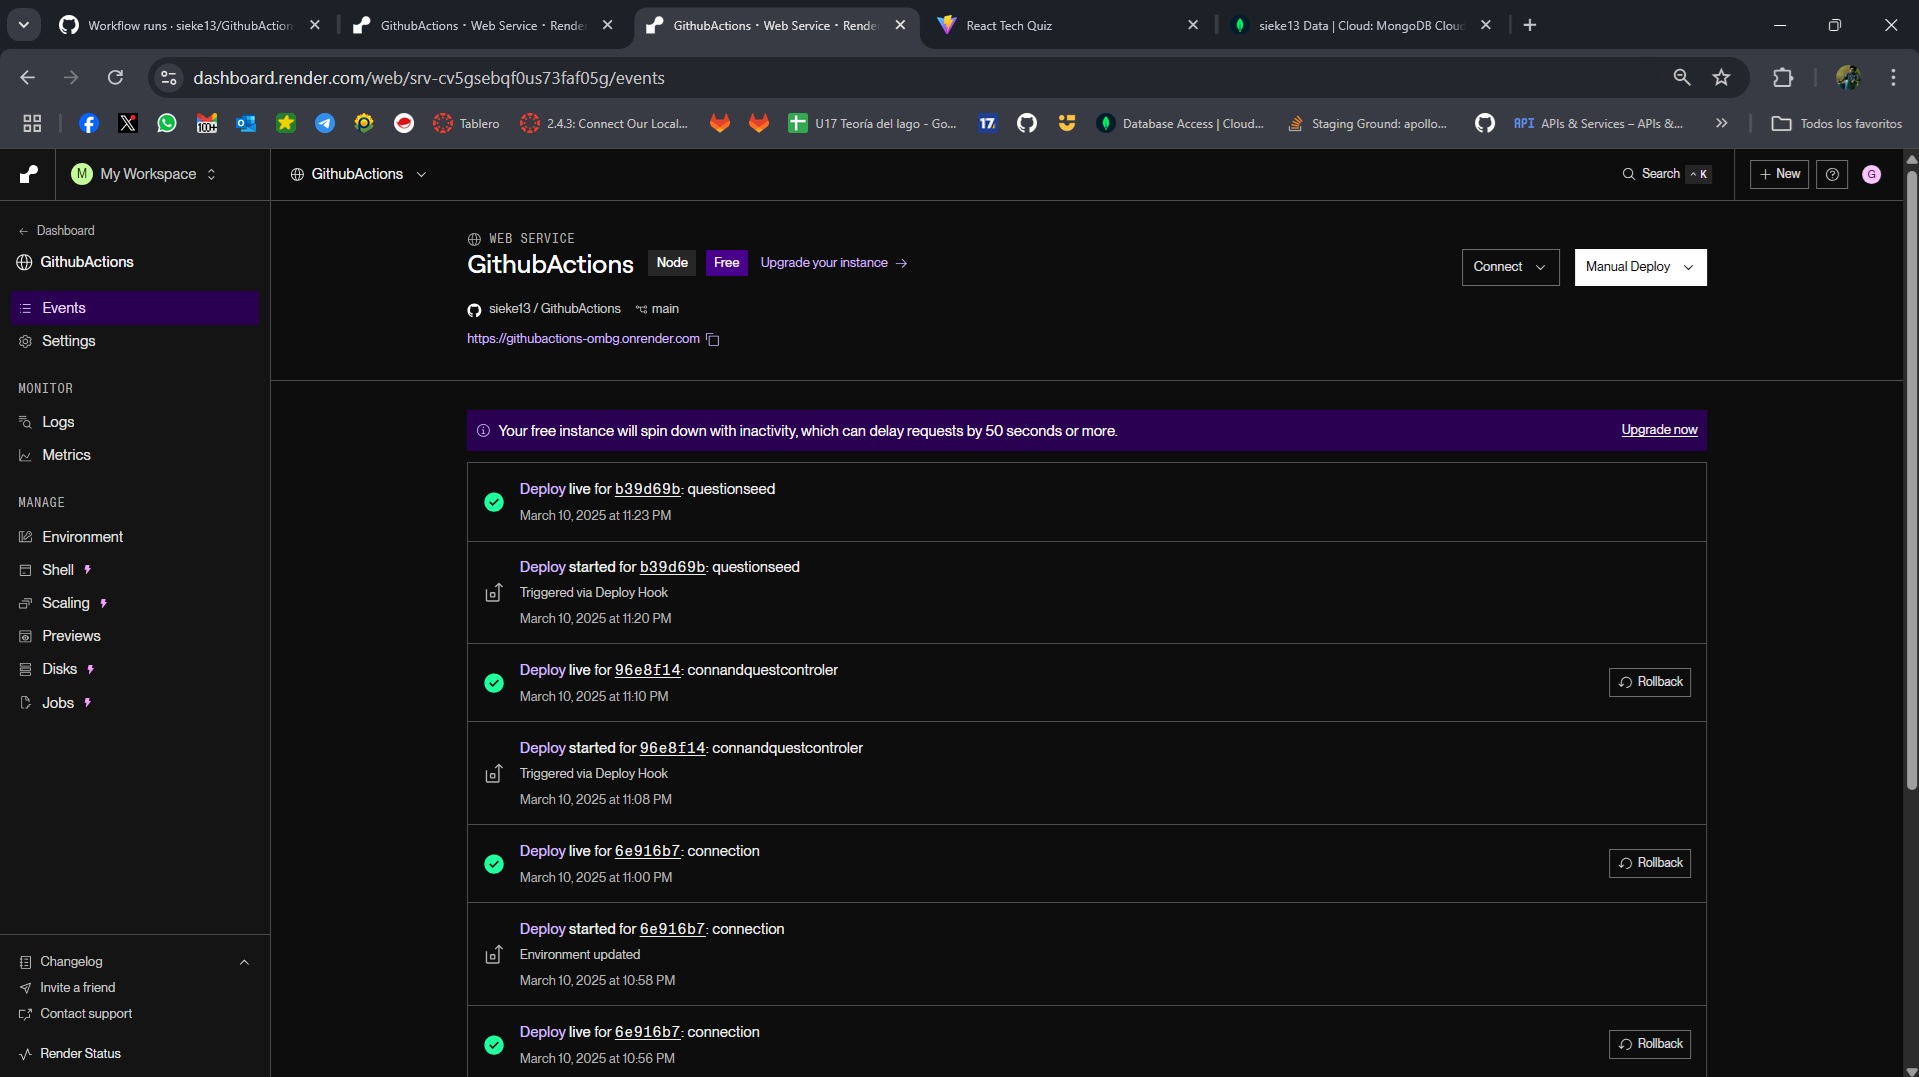 Workflow runs · sieke13/GithubAction
GithubActions · Web Service · Rende
GithubActions · Web Service · Rende
React Tech Quiz
sieke13 Data | Cloud: MongoDB Clou
dashboard.render.com/web/srv-cv5gsebqf0us73faf05g/events
100+
Tablero
2.4.3: Connect Our Local...
U17 Teoría del lago - Go...
17
Database Access | Cloud...
Staging Ground: apollo...
API APIs & Services – APIs &...
Todos los favoritos
M My Workspace
GithubActions
Search ^ K
+ New
G
← Dashboard
GithubActions
Events
Settings
MONITOR
Logs
Metrics
MANAGE
Environment
Shell
Scaling
Previews
Disks
Jobs
Changelog
Invite a friend
Contact support
Render Status
WEB SERVICE
GithubActions Node Free Upgrade your instance →
Connect
Manual Deploy
sieke13 / GithubActions main
https://githubactions-ombg.onrender.com
Your free instance will spin down with inactivity, which can delay requests by 50 seconds or more. Upgrade now
Deploy live for b39d69b: questionseed
March 10, 2025 at 11:23 PM
Deploy started for b39d69b: questionseed
Triggered via Deploy Hook
March 10, 2025 at 11:20 PM
Deploy live for 96e8f14: connandquestcontroler
March 10, 2025 at 11:10 PM
Rollback
Deploy started for 96e8f14: connandquestcontroler
Triggered via Deploy Hook
March 10, 2025 at 11:08 PM
Deploy live for 6e916b7: connection
March 10, 2025 at 11:00 PM
Rollback
Deploy started for 6e916b7: connection
Environment updated
March 10, 2025 at 10:58 PM
Deploy live for 6e916b7: connection
March 10, 2025 at 10:56 PM
Rollback